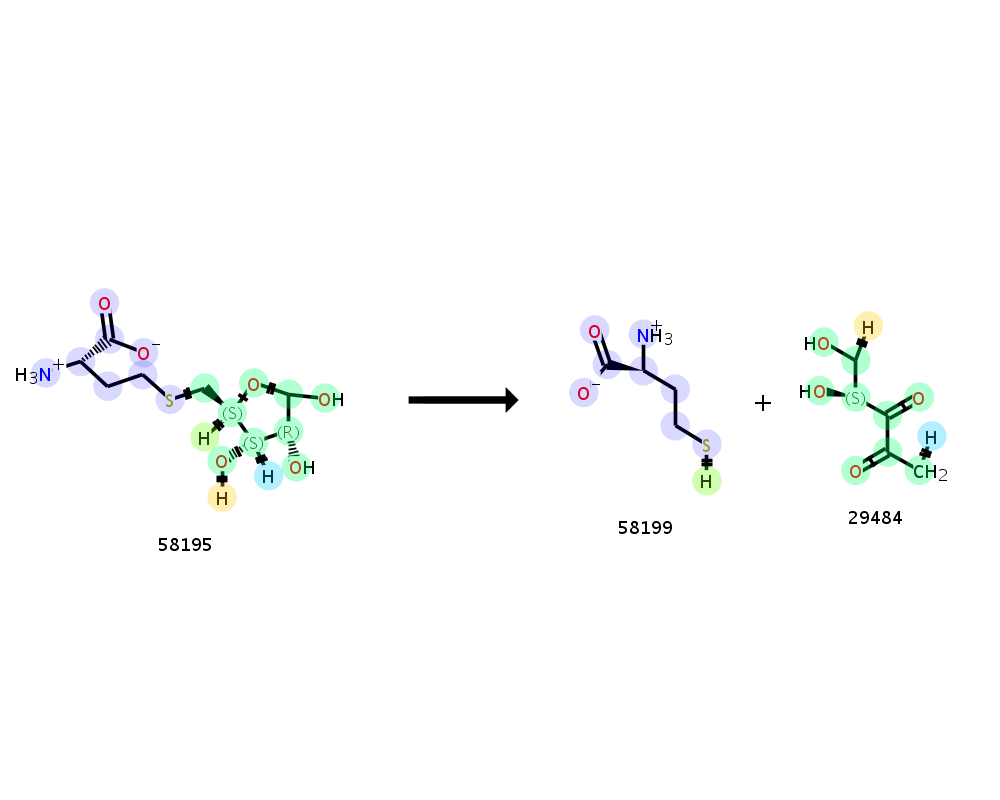 O
H₃N⁺
O⁻
S
O
OH
(S)
H
(S)
(R)
O
H
OH
H
58195
O
NH₃⁺
O⁻
S
H
58199
+
H
HO
HO
(S)
O
H
O
CH₂
29484